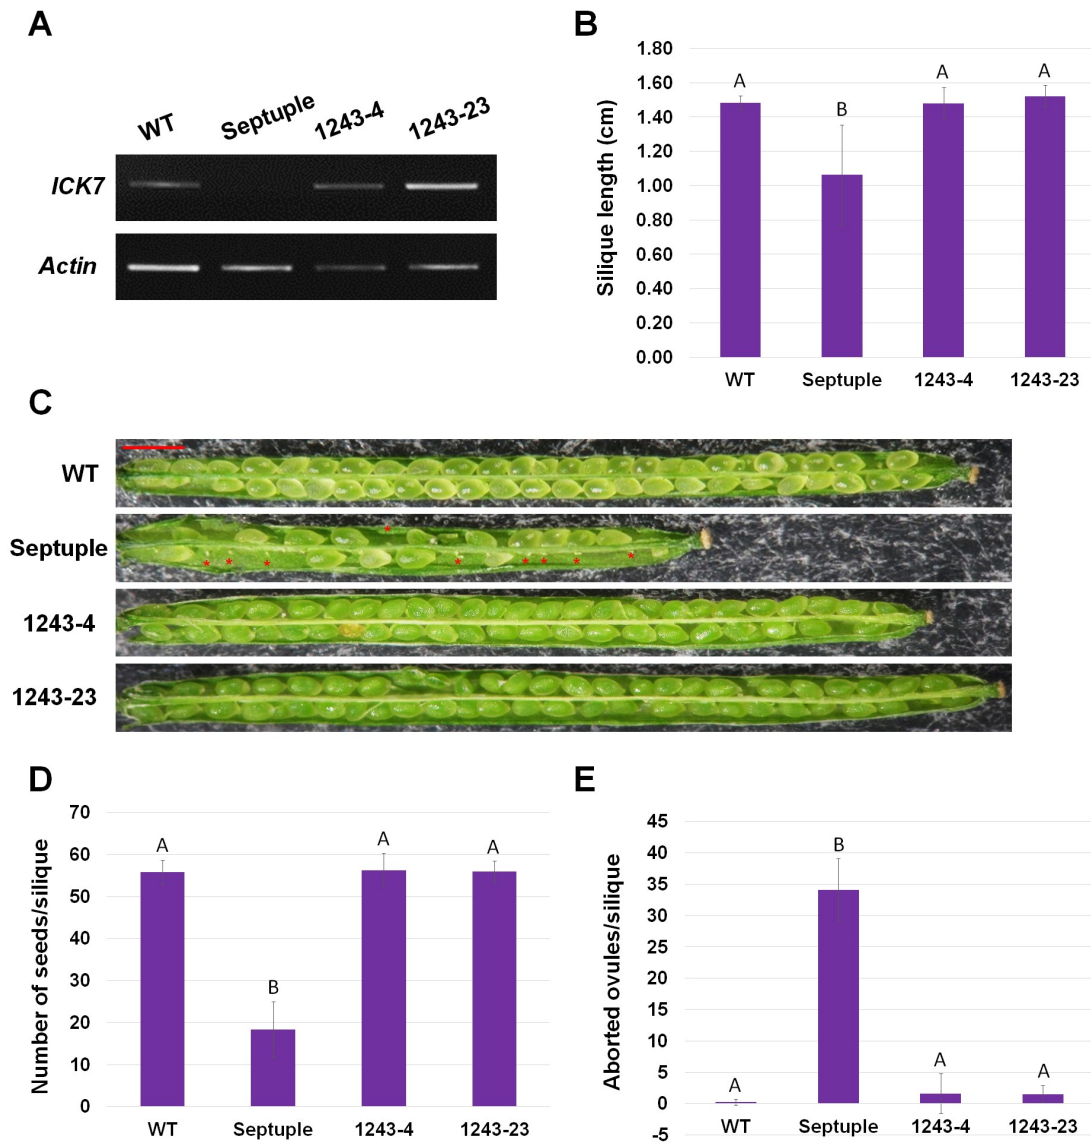 A
WT Septuple 1243-4 1243-23
ICK7
Actin
B
Silique length (cm)
1.80
1.60
1.40
1.20
1.00
0.80
0.60
0.40
0.20
0.00
A B A A
WT Septuple 1243-4 1243-23
C
WT
Septuple
* * * * * * * * *
1243-4
1243-23
D
Number of seeds/silique
70
60
50
40
30
20
10
0
A B A A
WT Septuple 1243-4 1243-23
E
Aborted ovules/silique
45
40
35
30
25
20
15
10
5
0
-5
A B A A
WT Septuple 1243-4 1243-23